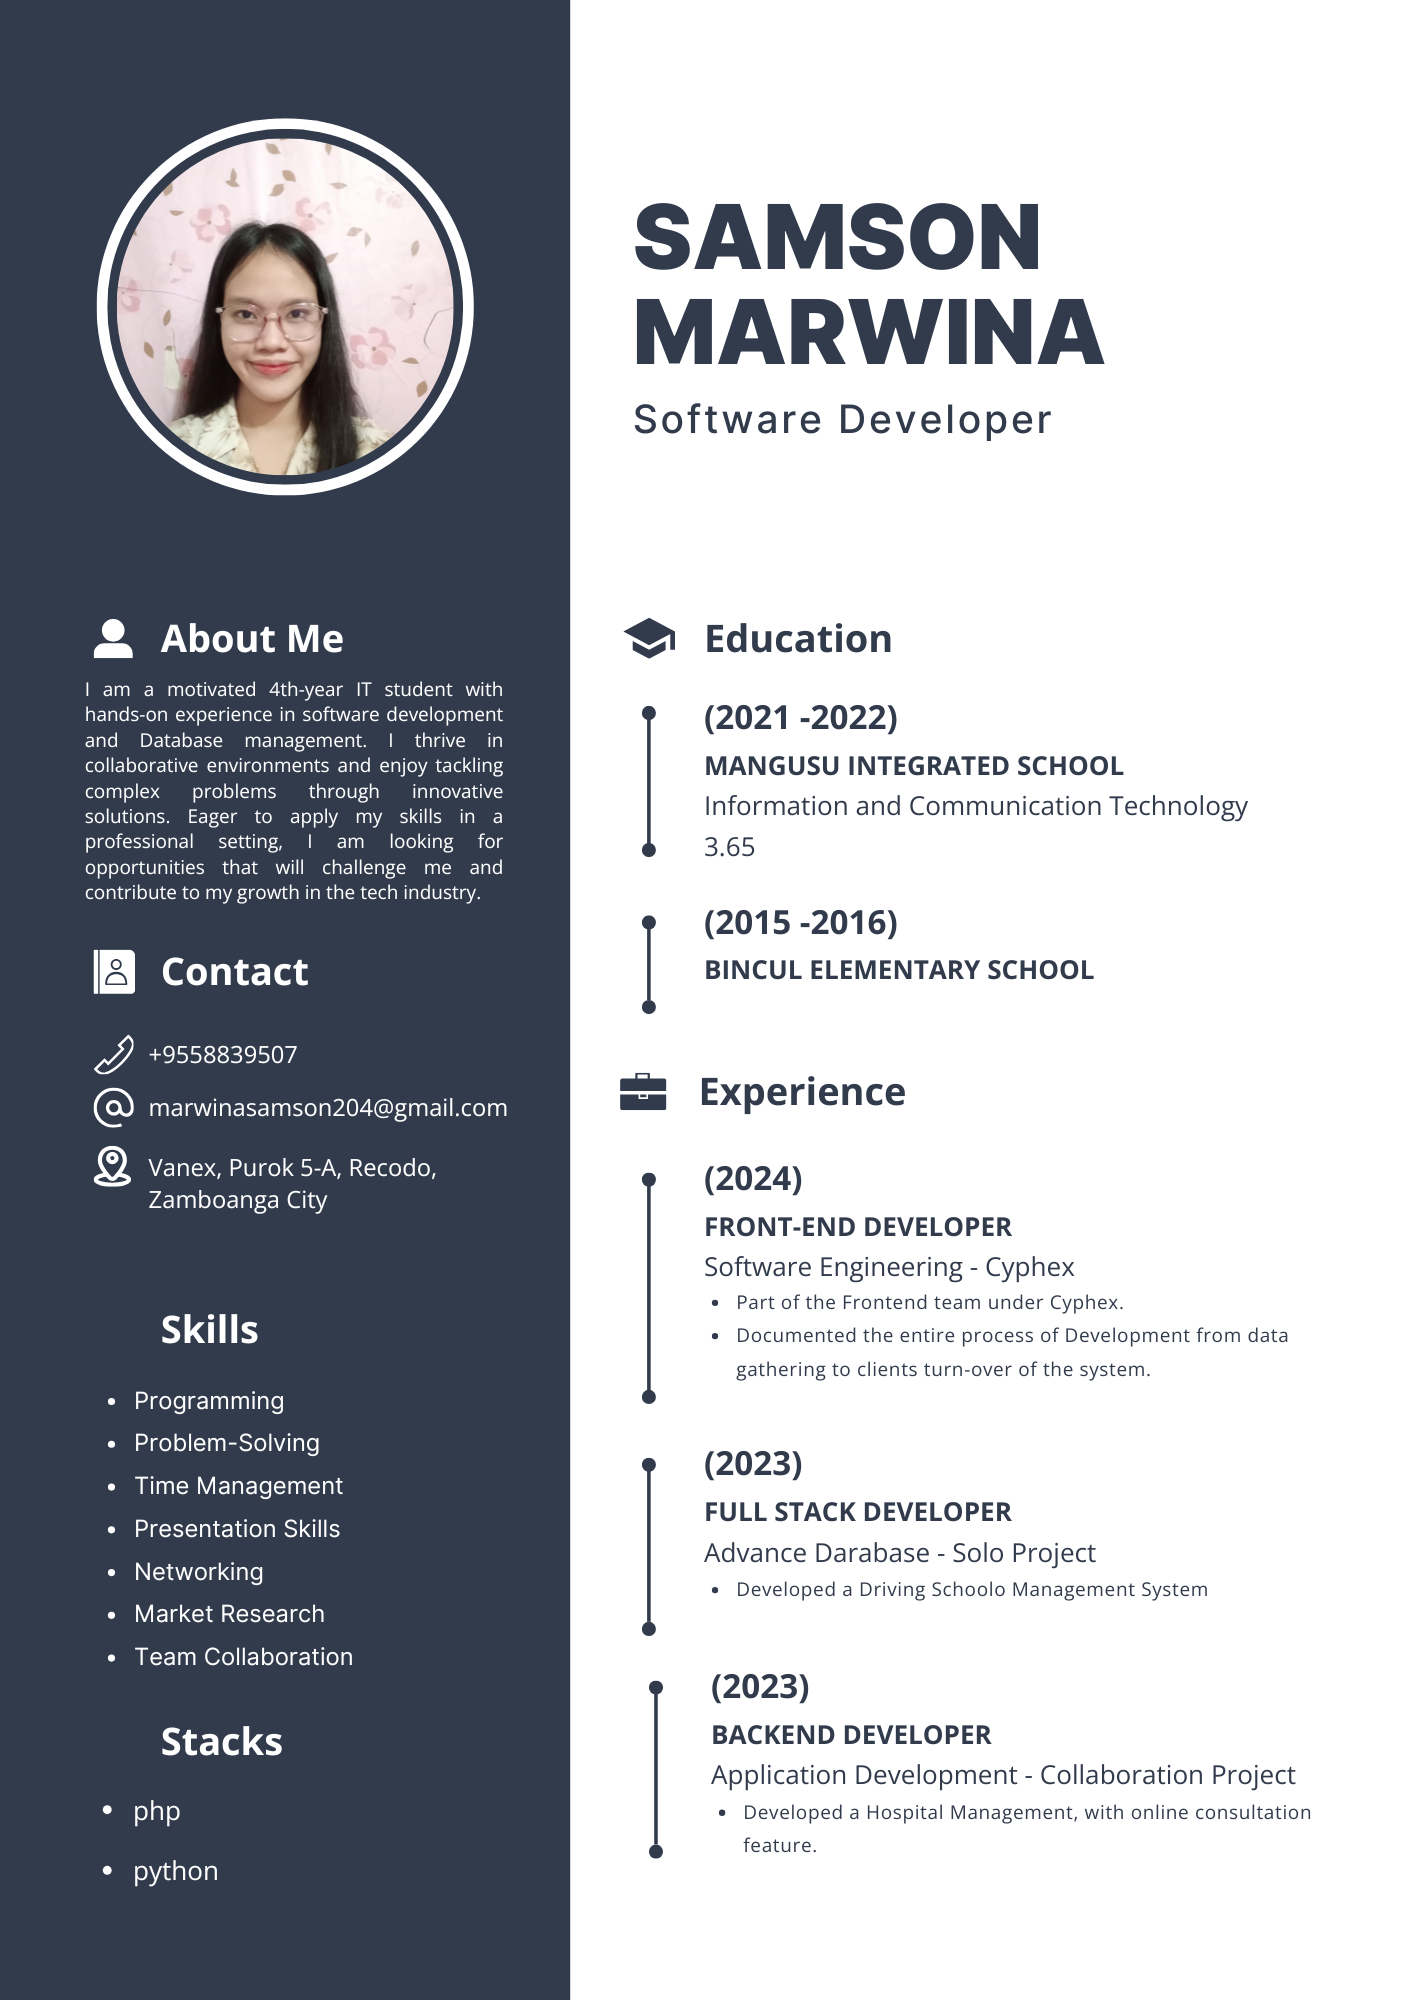 SAMSON
MARWINA
Software Developer
About Me
I am a motivated 4th-year IT student with
hands-on experience in software development
and Database management. I thrive in
collaborative environments and enjoy tackling
complex problems through innovative
solutions. Eager to apply my skills in a
professional setting, I am looking for
opportunities that will challenge me and
contribute to my growth in the tech industry.
Contact
+9558839507
marwinasamson204@gmail.com
Vanex, Purok 5-A, Recodo,
Zamboanga City
Skills
• Programming
• Problem-Solving
• Time Management
• Presentation Skills
• Networking
• Market Research
• Team Collaboration
Stacks
• php
• python
Education
(2021 -2022)
MANGUSU INTEGRATED SCHOOL
Information and Communication Technology
3.65
(2015 -2016)
BINCUL ELEMENTARY SCHOOL
Experience
(2024)
FRONT-END DEVELOPER
Software Engineering - Cyphex
• Part of the Frontend team under Cyphex.
• Documented the entire process of Development from data
gathering to clients turn-over of the system.
(2023)
FULL STACK DEVELOPER
Advance Darabase - Solo Project
• Developed a Driving Schoolo Management System
(2023)
BACKEND DEVELOPER
Application Development - Collaboration Project
• Developed a Hospital Management, with online consultation
feature.